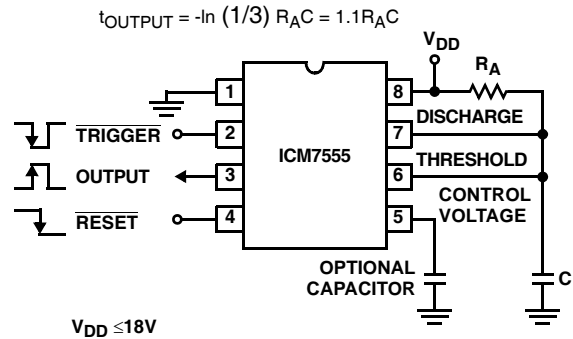 tOUTPUT = -ln (1/3) RAC = 1.1RAC
VDD
RA
1
8
DISCHARGE
TRIGGER
2
7
ICM7555
THRESHOLD
OUTPUT
3
6
CONTROL
VOLTAGE
RESET
4
5
OPTIONAL
CAPACITOR
C
VDD ≤18V